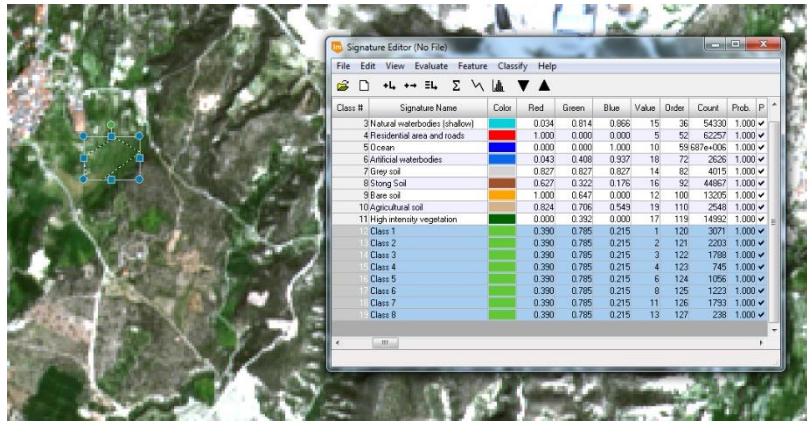 Signature Editor (No File)
File Edit View Evaluate Feature Classify Help
Class # Signature Name Color Red Green Blue Value Order Count Prob. P
3 Natural waterbodies (shallow) 0.034 0.814 0.866 15 36 54330 1.000
4 Residential area and roads 1.000 0.000 0.000 5 52 62257 1.000
5 Ocean 0.000 0.000 1.000 10 59 687e+006 1.000
6 Artificial waterbodies 0.043 0.408 0.937 18 72 2626 1.000
7 Grey soil 0.827 0.827 0.827 14 82 4015 1.000
8 Stong Soil 0.627 0.322 0.176 16 92 44867 1.000
9 Bare soil 1.000 0.647 0.000 12 100 13205 1.000
10 Agricultural soil 0.824 0.706 0.549 19 110 2548 1.000
11 High intensity vegetation 0.000 0.392 0.000 17 119 14992 1.000
12 Class 1 0.390 0.785 0.215 1 120 3071 1.000
13 Class 2 0.390 0.785 0.215 2 121 2203 1.000
14 Class 3 0.390 0.785 0.215 3 122 1788 1.000
15 Class 4 0.390 0.785 0.215 4 123 745 1.000
16 Class 5 0.390 0.785 0.215 6 124 1056 1.000
17 Class 6 0.390 0.785 0.215 8 125 1223 1.000
18 Class 7 0.390 0.785 0.215 11 126 1793 1.000
19 Class 8 0.390 0.785 0.215 13 127 238 1.000